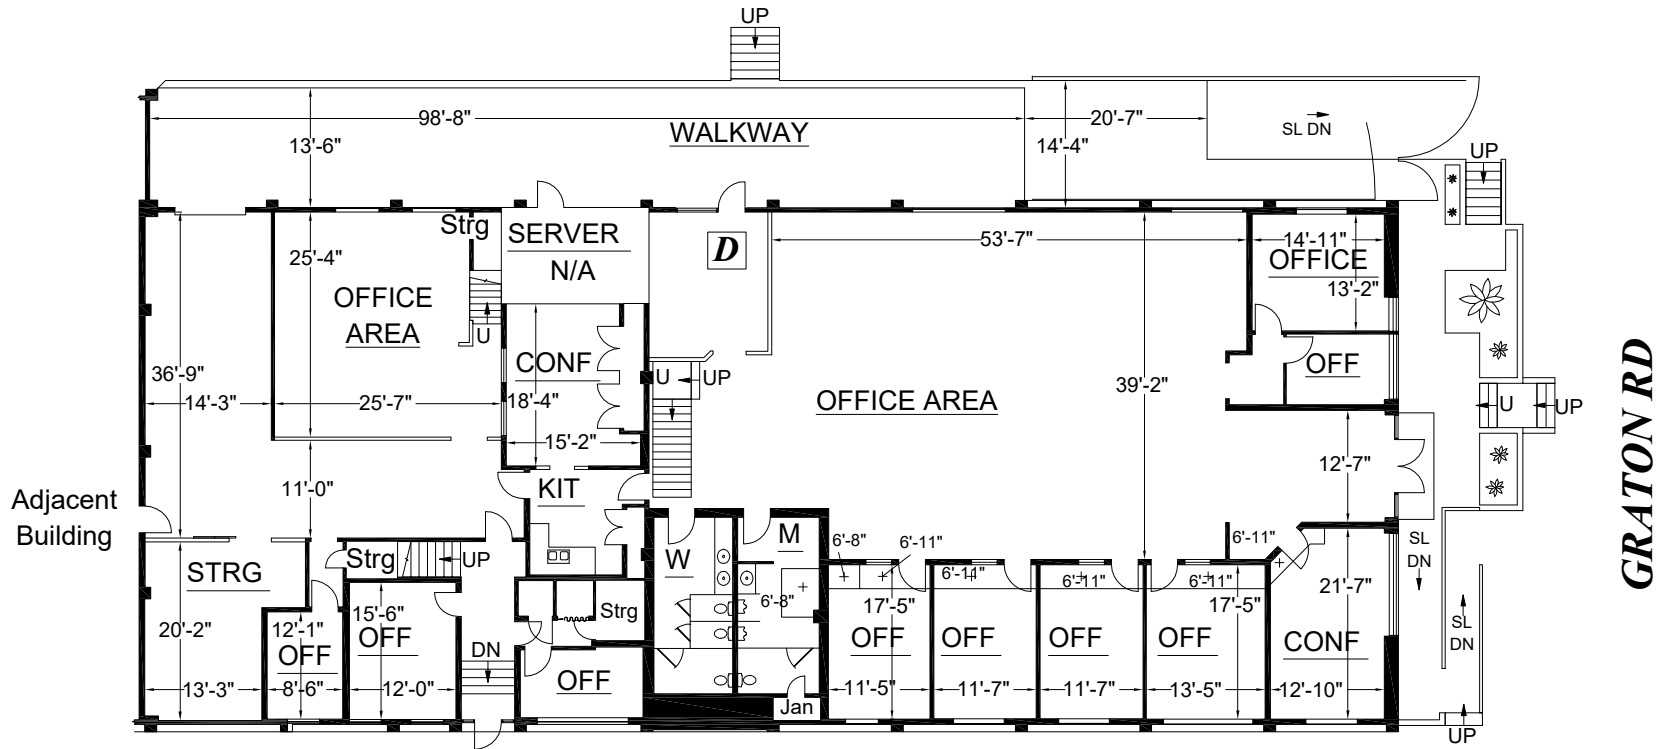 UP
98'-8"
20'-7"
WALKWAY
SL DN
13'-6"
14'-4"
UP
Strg
SERVER
N/A
D
53'-7"
14'-11"
OFFICE
13'-2"
25'-4"
OFFICE
AREA
U
CONF
OFF
36'-9"
14'-3"
25'-7"
18'-4"
15'-2"
U
UP
OFFICE AREA
39'-2"
U
UP
GRATON RD
12'-7"
11'-0"
KIT
Adjacent
Building
Strg
UP
W
M
6'-8"
6'-11"
6'-11"
6'-11"
6'-11"
6'-11"
SL
DN
STRG
15'-6"
Strg
6'-8"
17'-5"
17'-5"
21'-7"
20'-2"
12'-1"
OFF
OFF
DN
OFF
OFF
OFF
OFF
OFF
CONF
SL
DN
13'-3"
8'-6"
12'-0"
Jan
11'-5"
11'-7"
11'-7"
13'-5"
12'-10"
UP